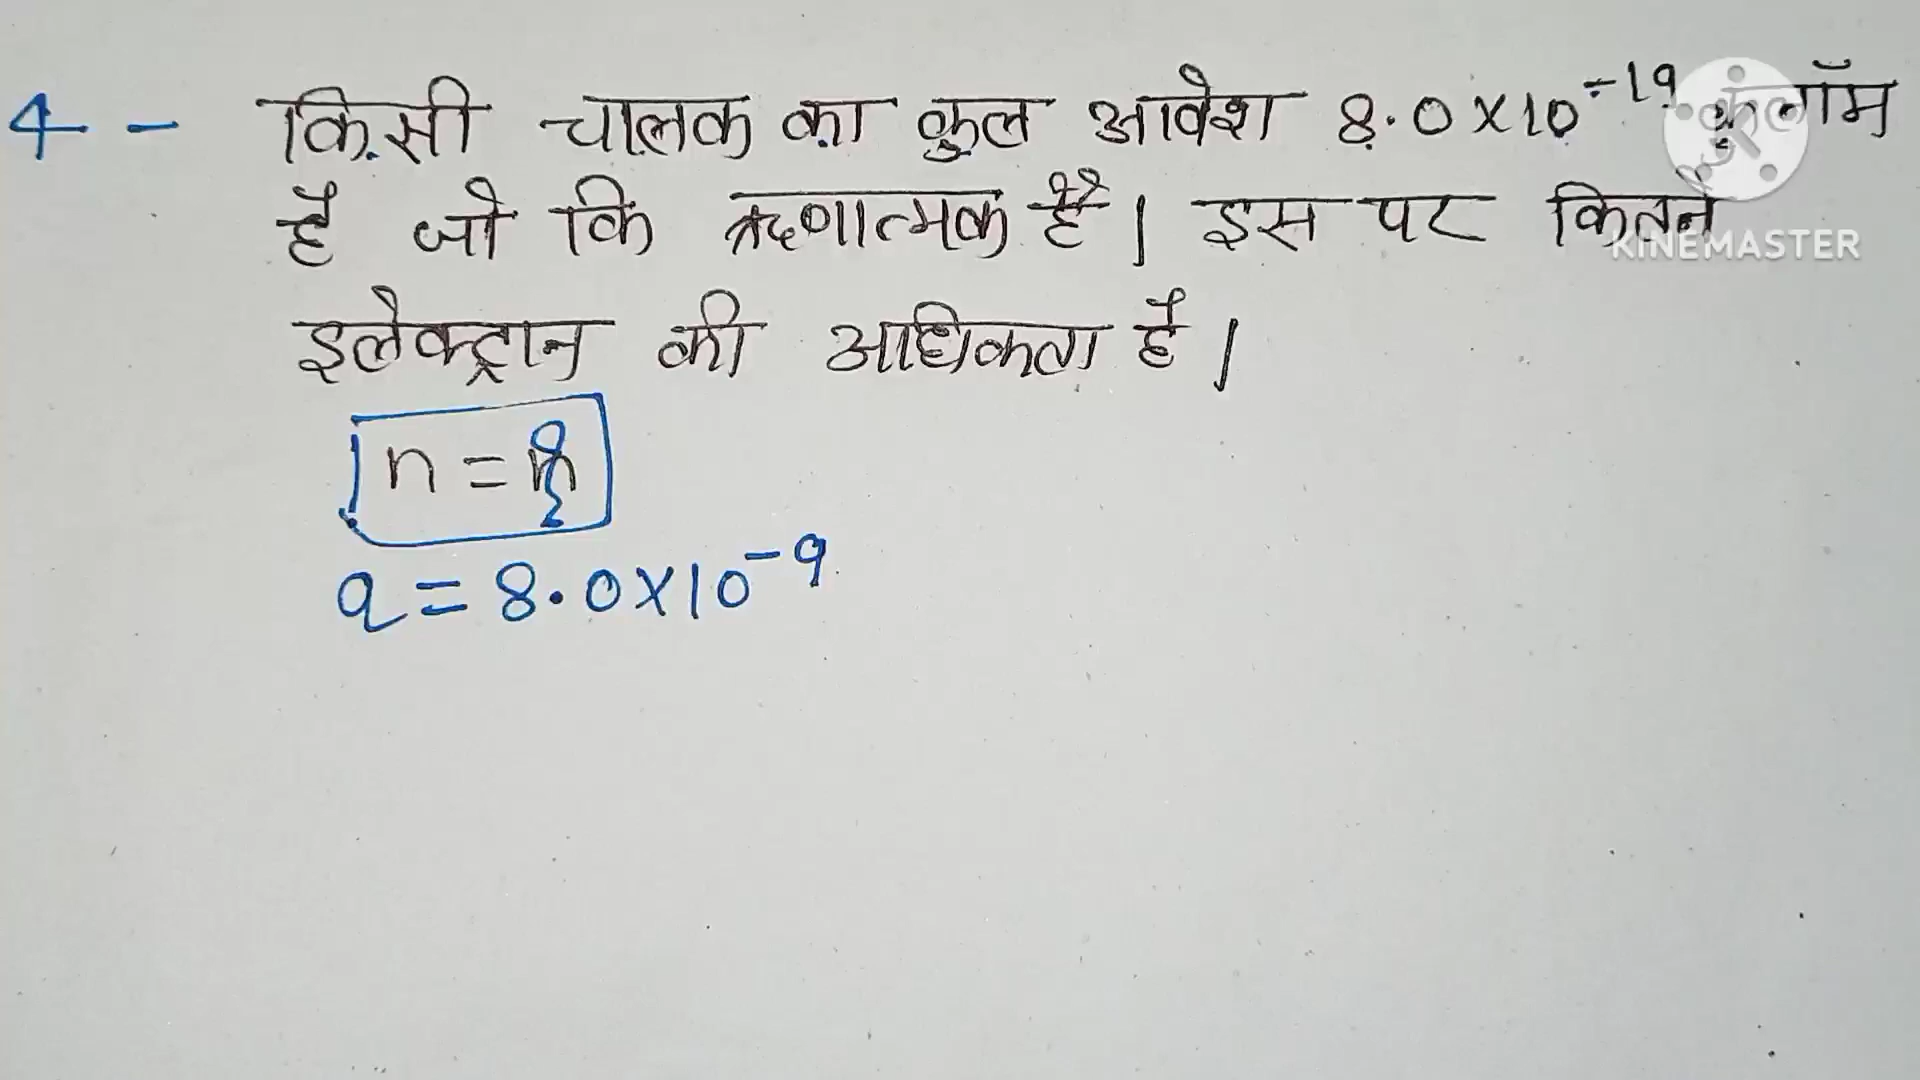 4- किसी चालक का कुल आवेश 8.0×10⁻¹⁹ कुलॉम
है जो कि ऋणात्मक है। इस पर कितने
KINEMASTER
इलेक्ट्रान की अधिकता है।
n = ?
q = 8.0×10⁻⁹